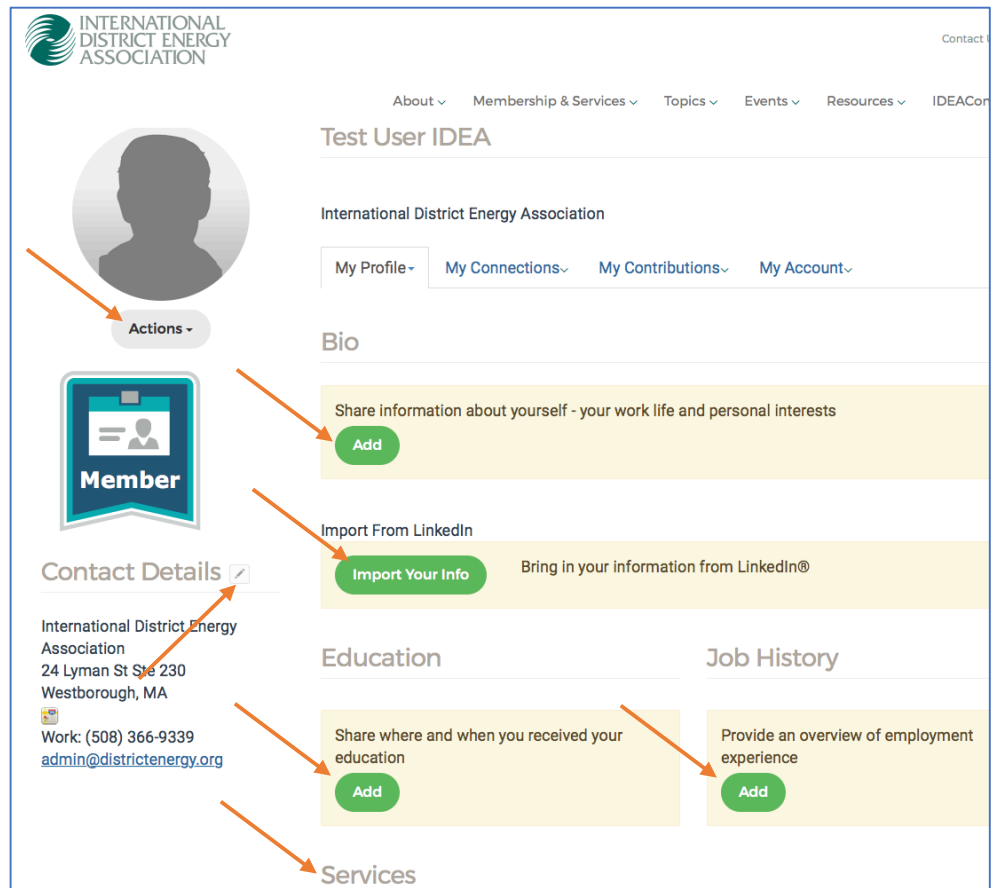 INTERNATIONAL
DISTRICT ENERGY
ASSOCIATION
Contact
About
Membership & Services
Topics
Events
Resources
IDEACon
Test User IDEA
International District Energy Association
My Profile
My Connections
My Contributions
My Account
Actions
Bio
Share information about yourself - your work life and personal interests
Add
Member
Import From LinkedIn
Import Your Info
Bring in your information from LinkedIn®
Contact Details
International District Energy
Association
24 Lyman St Ste 230
Westborough, MA
Work: (508) 366-9339
admin@districtenergy.org
Education
Share where and when you received your
education
Add
Job History
Provide an overview of employment
experience
Add
Services